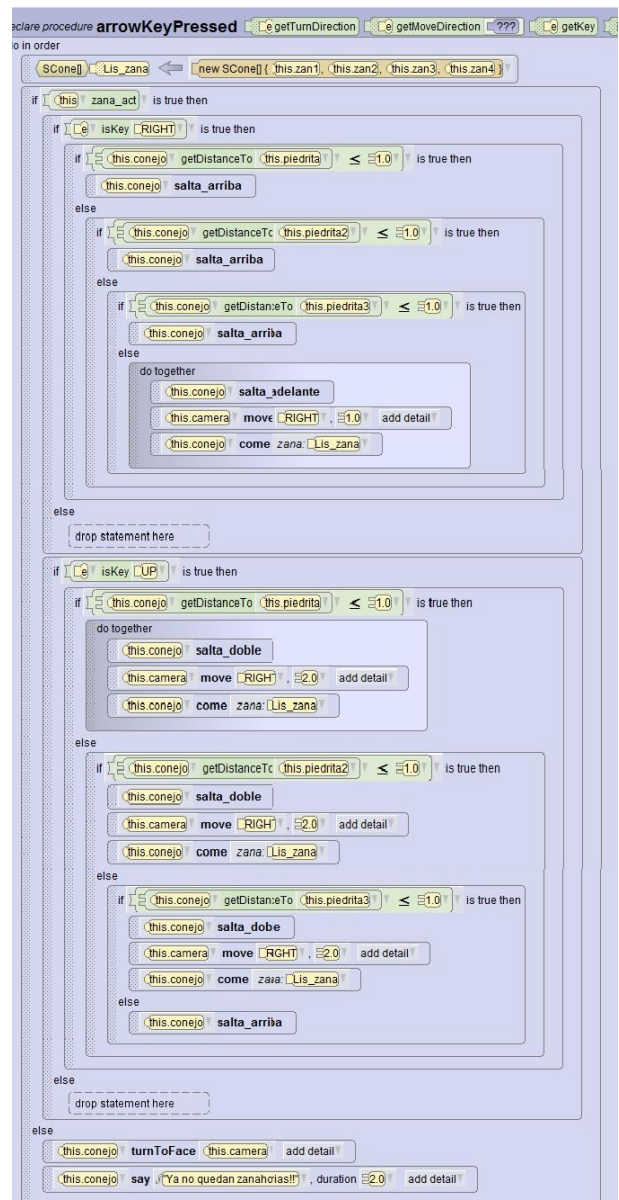 eclare procedure arrowKeyPressed e getTurnDirection e getMoveDirection ??? e getKey
lo in order
SCone[] Lis_zana new SCone[] { this.zan1, this.zan2, this.zan3, this.zan4 }
if this zana_act is true then
if e isKey RIGHT is true then
if this.conejo getDistanceTo this.piedrita ≤ 1.0 is true then
this.conejo salta_arriba
else
if this.conejo getDistanceTc this.piedrita2 ≤ 1.0 is true then
this.conejo salta_arriba
else
if this.conejo getDistan:eTo this.piedrita3 ≤ 1.0 is true then
this.conejo salta_arriba
else
do together
this.conejo salta_adelante
this.camera move RIGHT , 1.0 add detail
this.conejo come zana: Lis_zana
else
drop statement here
if e isKey UP is true then
if this.conejo getDistanceTo this.piedrita ≤ 1.0 is true then
do together
this.conejo salta_doble
this.camera move RIGH , 2.0 add detail
this.conejo come zana: Lis_zana
else
if this.conejo getDistanceTc this.piedrita2 ≤ 1.0 is true then
this.conejo salta_doble
this.camera move RIGH , 2.0 add detail
this.conejo come zana: Lis_zana
else
if this.conejo getDistan:eTo this.piedrita3 ≤ 1.0 is true then
this.conejo salta_dobe
this.camera move RIGHT , 2.0 add detail
this.conejo come zana: Lis_zana
else
this.conejo salta_arriba
else
drop statement here
else
this.conejo turnToFace this.camera add detail
this.conejo say "Ya no quedan zanahorias!!" , duration 2.0 add detail